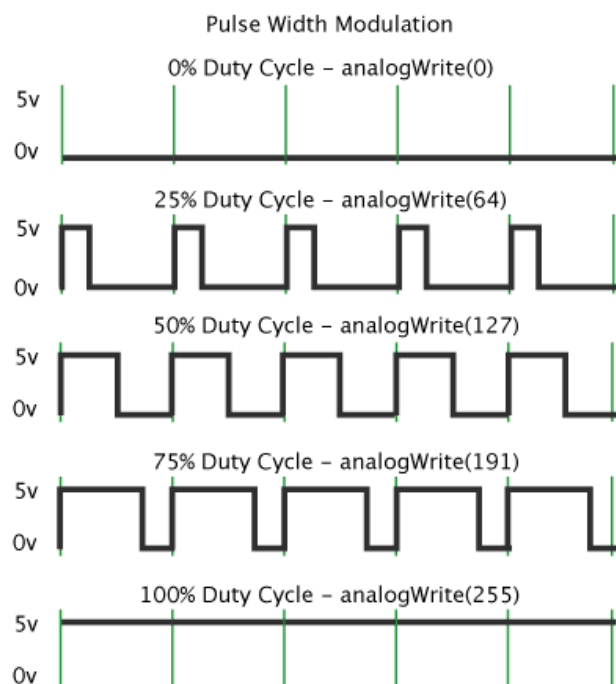 Pulse Width Modulation
0% Duty Cycle – analogWrite(0)
5v
0v
25% Duty Cycle – analogWrite(64)
5v
0v
50% Duty Cycle – analogWrite(127)
5v
0v
75% Duty Cycle – analogWrite(191)
5v
0v
100% Duty Cycle – analogWrite(255)
5v
0v